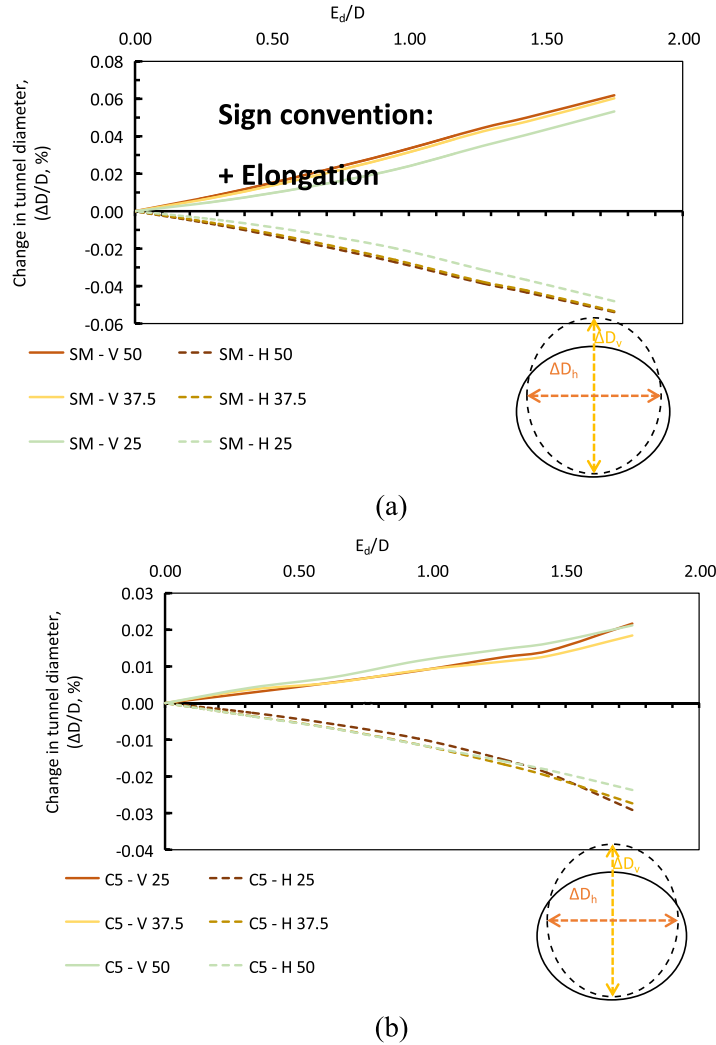 E_d/D
0.00 0.50 1.00 1.50 2.00
0.08
0.06
0.04
0.02
0.00
-0.02
-0.04
-0.06
Change in tunnel diameter,
(ΔD/D, %)
Sign convention:
+ Elongation
SM - V 50 SM - H 50
SM - V 37.5 SM - H 37.5
SM - V 25 SM - H 25
ΔD_v
ΔD_h
(a)
E_d/D
0.00 0.50 1.00 1.50 2.00
0.03
0.02
0.01
0.00
-0.01
-0.02
-0.03
-0.04
Change in tunnel diameter,
(ΔD/D, %)
C5 - V 25 C5 - H 25
C5 - V 37.5 C5 - H 37.5
C5 - V 50 C5 - H 50
ΔD_v
ΔD_h
(b)